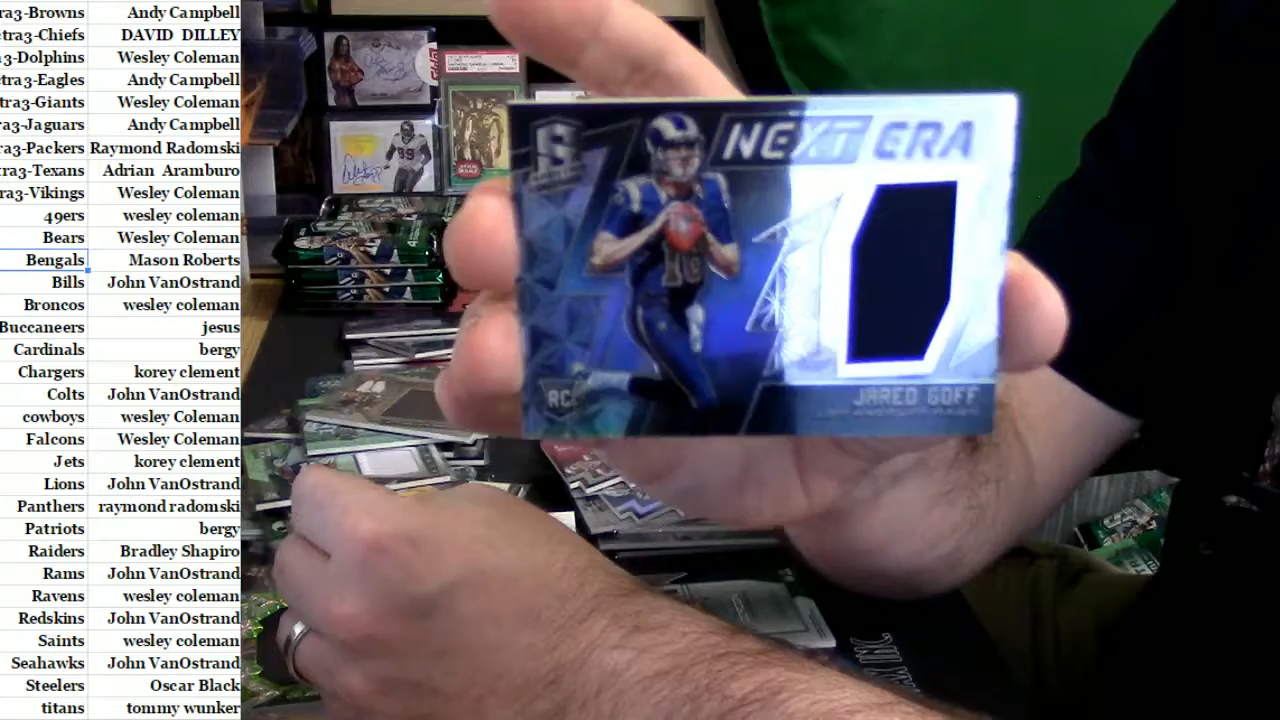 ra3-Browns Andy Campbell
tra3-Chiefs DAVID DILLEY
3-Dolphins Wesley Coleman
ctra3-Eagles Andy Campbell
tra3-Giants Wesley Coleman
ra3-Jaguars Andy Campbell
ra3-Packers Raymond Radomski
tra3-Texans Adrian Aramburo
ra3-Vikings Wesley Coleman
49ers wesley coleman
Bears Wesley Coleman
Bengals Mason Roberts
Bills John VanOstrand
Broncos wesley coleman
Buccaneers jesus
Cardinals bergy
Chargers korey clement
Colts John VanOstrand
cowboys wesley Coleman
Falcons Wesley Coleman
Jets korey clement
Lions John VanOstrand
Panthers raymond radomski
Patriots bergy
Raiders Bradley Shapiro
Rams John VanOstrand
Ravens wesley coleman
Redskins John VanOstrand
Saints wesley coleman
Seahawks John VanOstrand
Steelers Oscar Black
titans tommy wunker
NEXT ERA
16
RC
JARED GOFF
99